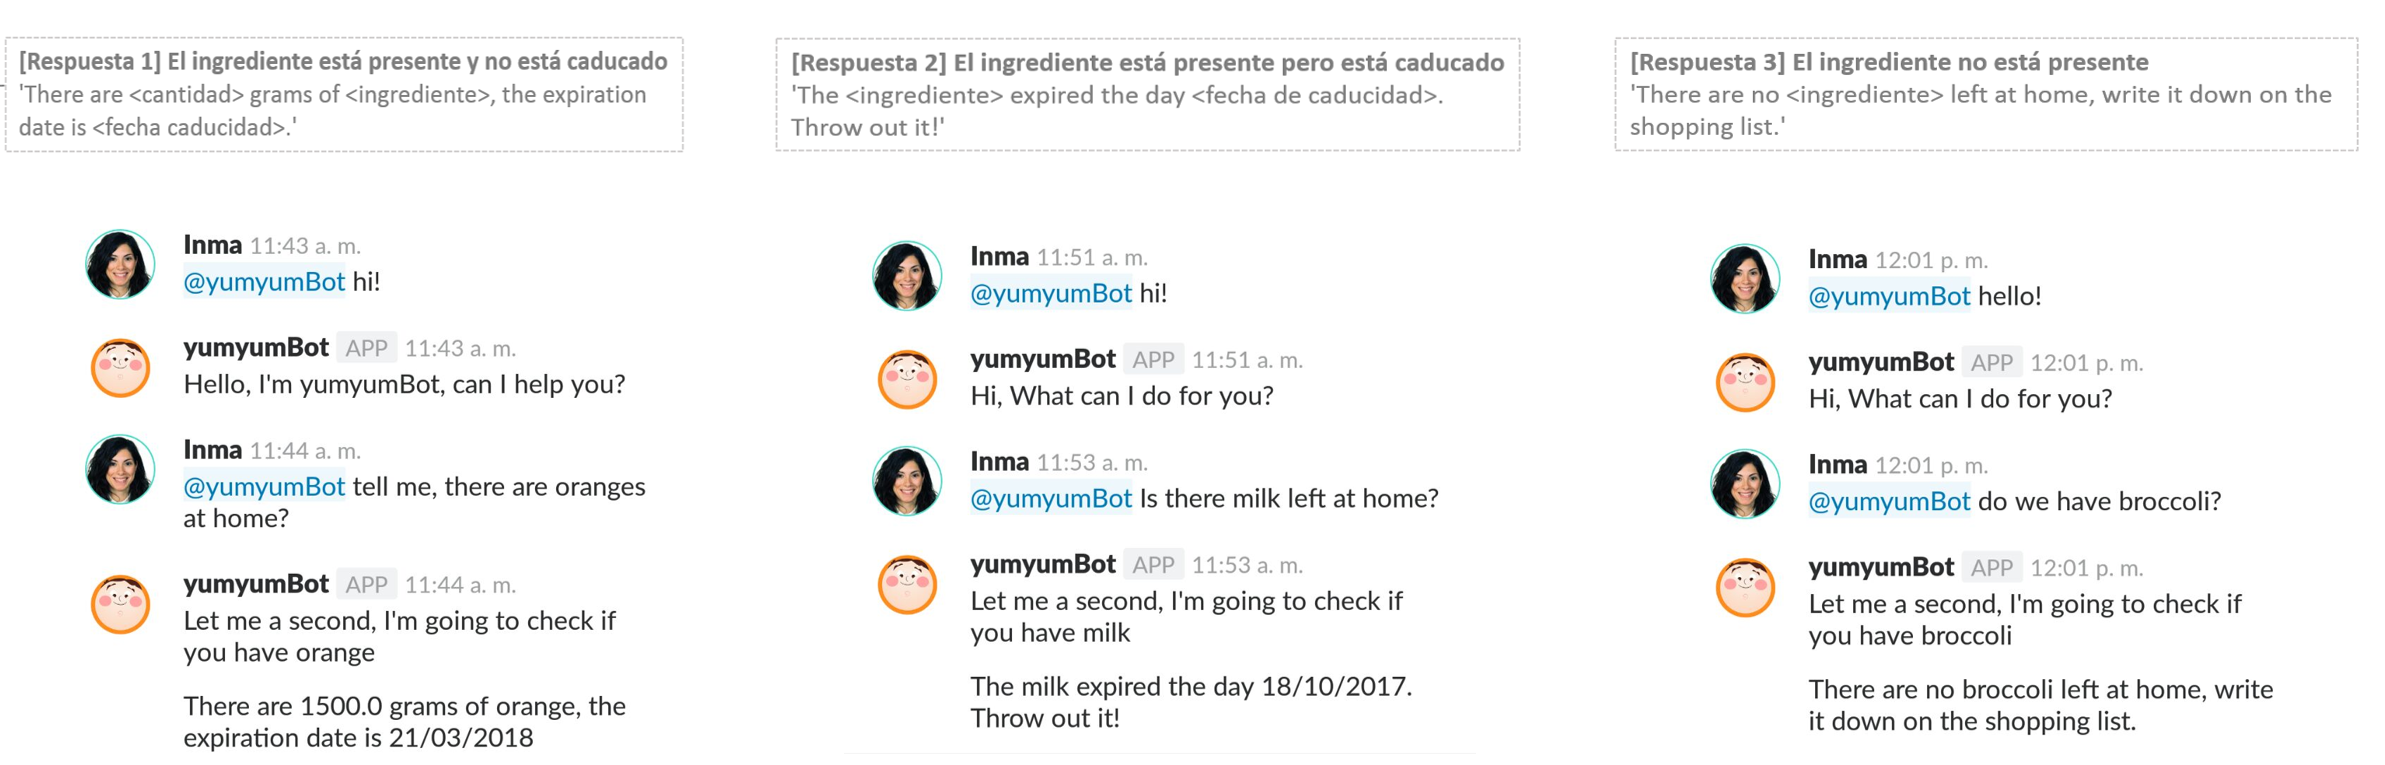 [Respuesta 1] El ingrediente está presente y no está caducado
'There are <cantidad> grams of <ingrediente>, the expiration
date is <fecha caducidad>.'
Inma 11:43 a. m.
@yumyumBot hi!
yumyumBot APP 11:43 a. m.
Hello, I'm yumyumBot, can I help you?
Inma 11:44 a. m.
@yumyumBot tell me, there are oranges
at home?
yumyumBot APP 11:44 a. m.
Let me a second, I'm going to check if
you have orange
There are 1500.0 grams of orange, the
expiration date is 21/03/2018
[Respuesta 2] El ingrediente está presente pero está caducado
'The <ingrediente> expired the day <fecha de caducidad>.
Throw out it!'
Inma 11:51 a. m.
@yumyumBot hi!
yumyumBot APP 11:51 a. m.
Hi, What can I do for you?
Inma 11:53 a. m.
@yumyumBot Is there milk left at home?
yumyumBot APP 11:53 a. m.
Let me a second, I'm going to check if
you have milk
The milk expired the day 18/10/2017.
Throw out it!
[Respuesta 3] El ingrediente no está presente
'There are no <ingrediente> left at home, write it down on the
shopping list.'
Inma 12:01 p. m.
@yumyumBot hello!
yumyumBot APP 12:01 p. m.
Hi, What can I do for you?
Inma 12:01 p. m.
@yumyumBot do we have broccoli?
yumyumBot APP 12:01 p. m.
Let me a second, I'm going to check if
you have broccoli
There are no broccoli left at home, write
it down on the shopping list.